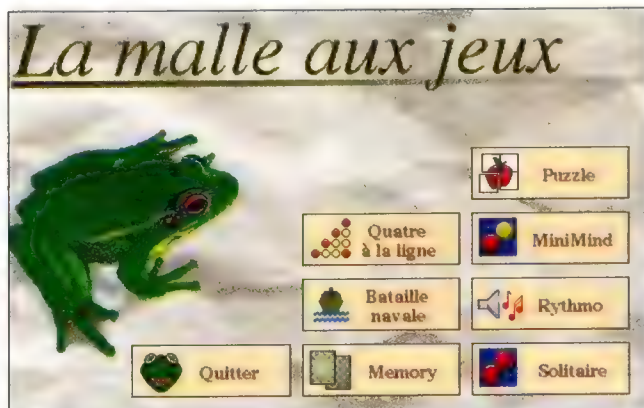 La malle aux jeux
Puzzle
Quatre
à la ligne
MiniMind
Bataille
navale
Rythmo
Quitter
Memory
Solitaire